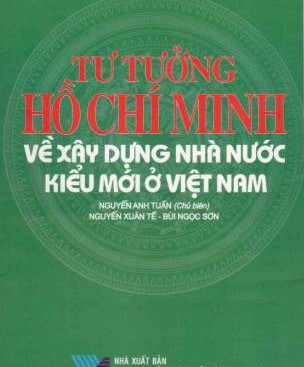 TƯ TƯỞNG
HỒ CHÍ MINH
VỀ XÂY DỰNG NHÀ NƯỚC
KIỂU MỚI Ở VIỆT NAM
NGUYỄN ANH TUẤN (Chủ biên)
NGUYỄN XUÂN TẾ - BÙI NGỌC SƠN
NHÀ XUẤT BẢN